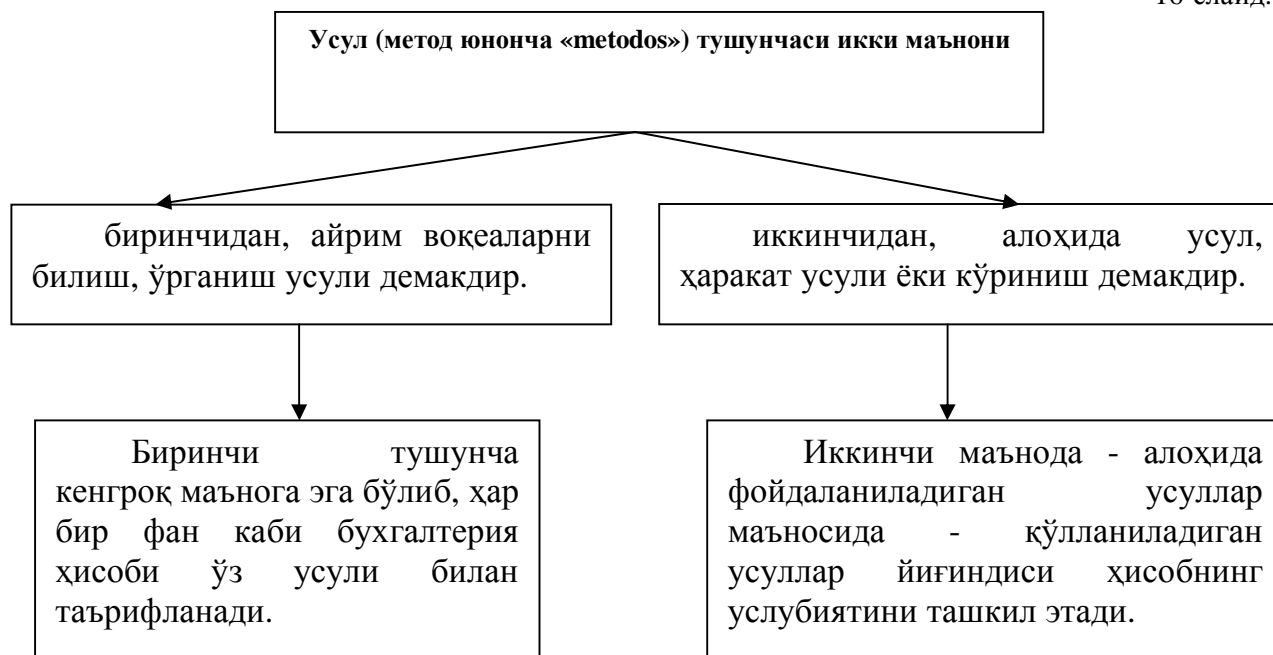 слайд.
Усул (метод юнонча «metodos») тушунчаси икки маънони
биринчидан, айрим воқеаларни
билиш, ўрганиш усули демакдир.
иккинчидан, алоҳида усул,
ҳаракат усули ёки кўриниш демакдир.
Биринчи тушунча
кенгроқ маънога эга бўлиб, ҳар
бир фан каби бухгалтерия
ҳисоби ўз усули билан
таърифланади.
Иккинчи маънода - алоҳида
фойдаланиладиган усуллар
маъносида - қўлланиладиган
усуллар йиғиндиси ҳисобнинг
услубиятини ташкил этади.